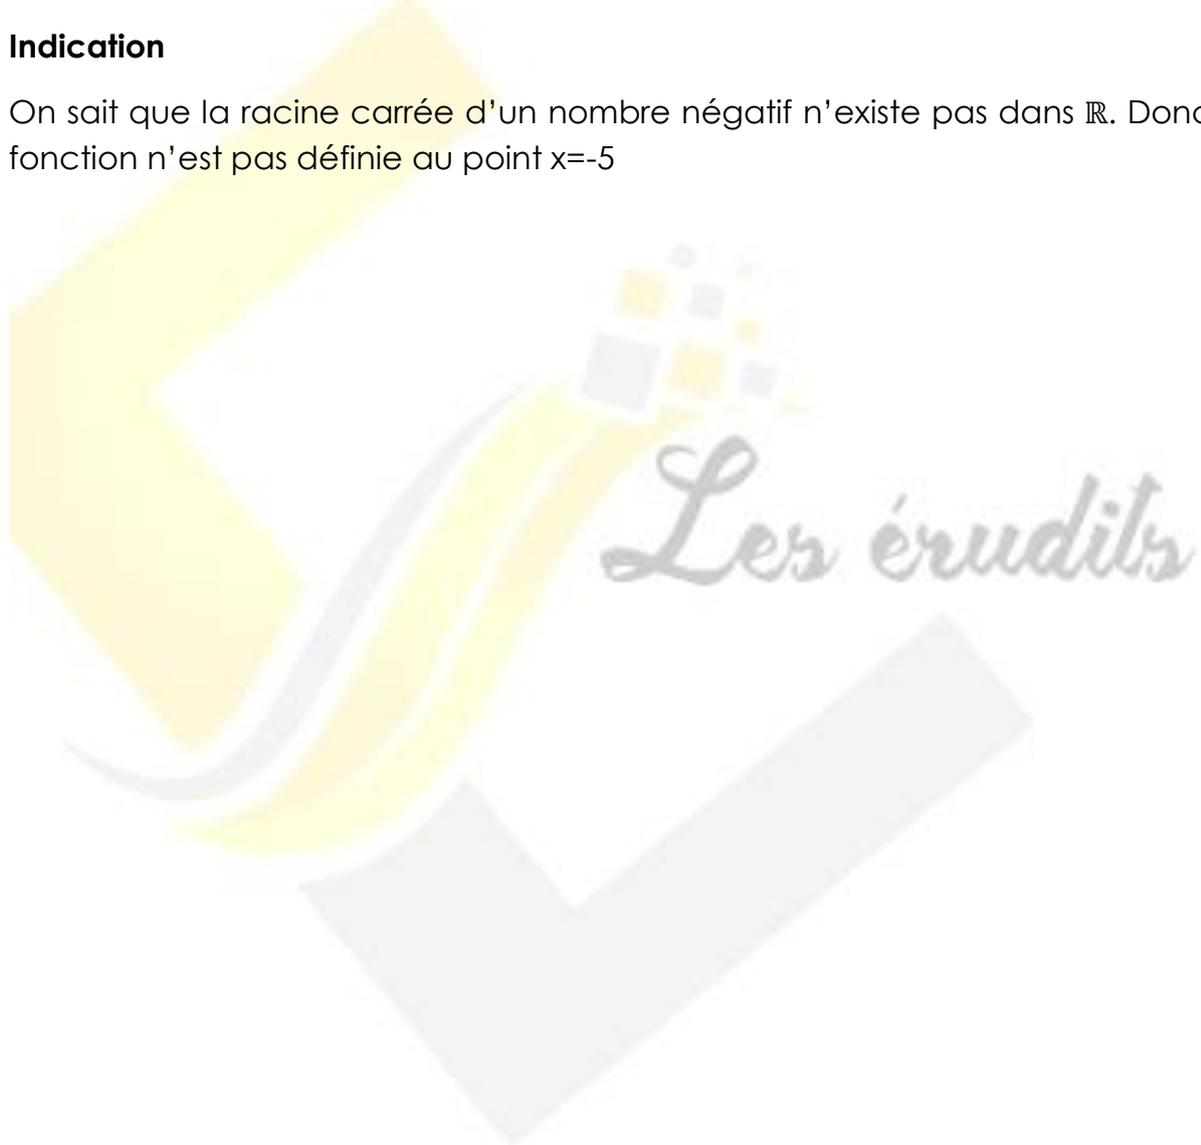 Indication
On sait que la racine carrée d’un nombre négatif n’existe pas dans ℝ. Donc
fonction n’est pas définie au point x=-5
Les érudits